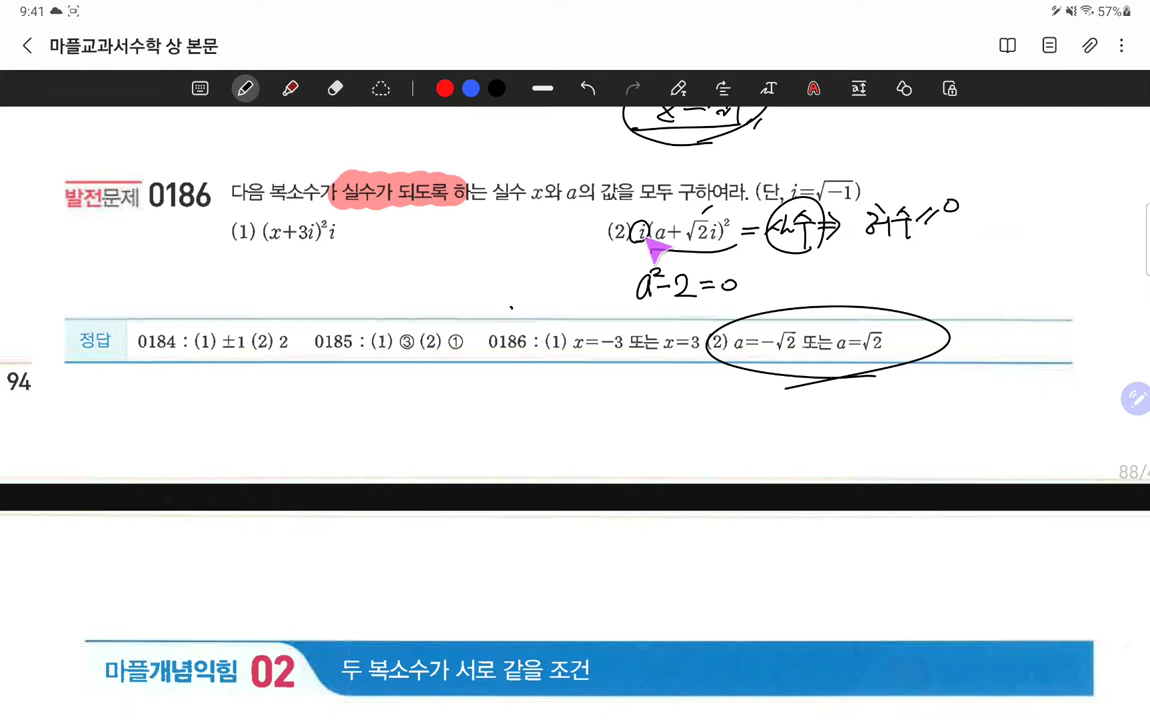 9:41 57%
마플교과서수학 상 본문
발전문제 0186 다음 복소수가 실수가 되도록 하는 실수 x와 a의 값을 모두 구하여라. (단, i=√-1)
(1) (x+3i)²i (2) i(a+√2i)² = 실수 ⇒ 허수 = 0
a²-2=0
정답 0184 : (1) ±1 (2) 2 0185 : (1) ③ (2) ① 0186 : (1) x=-3 또는 x=3 (2) a=-√2 또는 a=√2
94
88/4
마플개념익힘 02 두 복소수가 서로 같을 조건